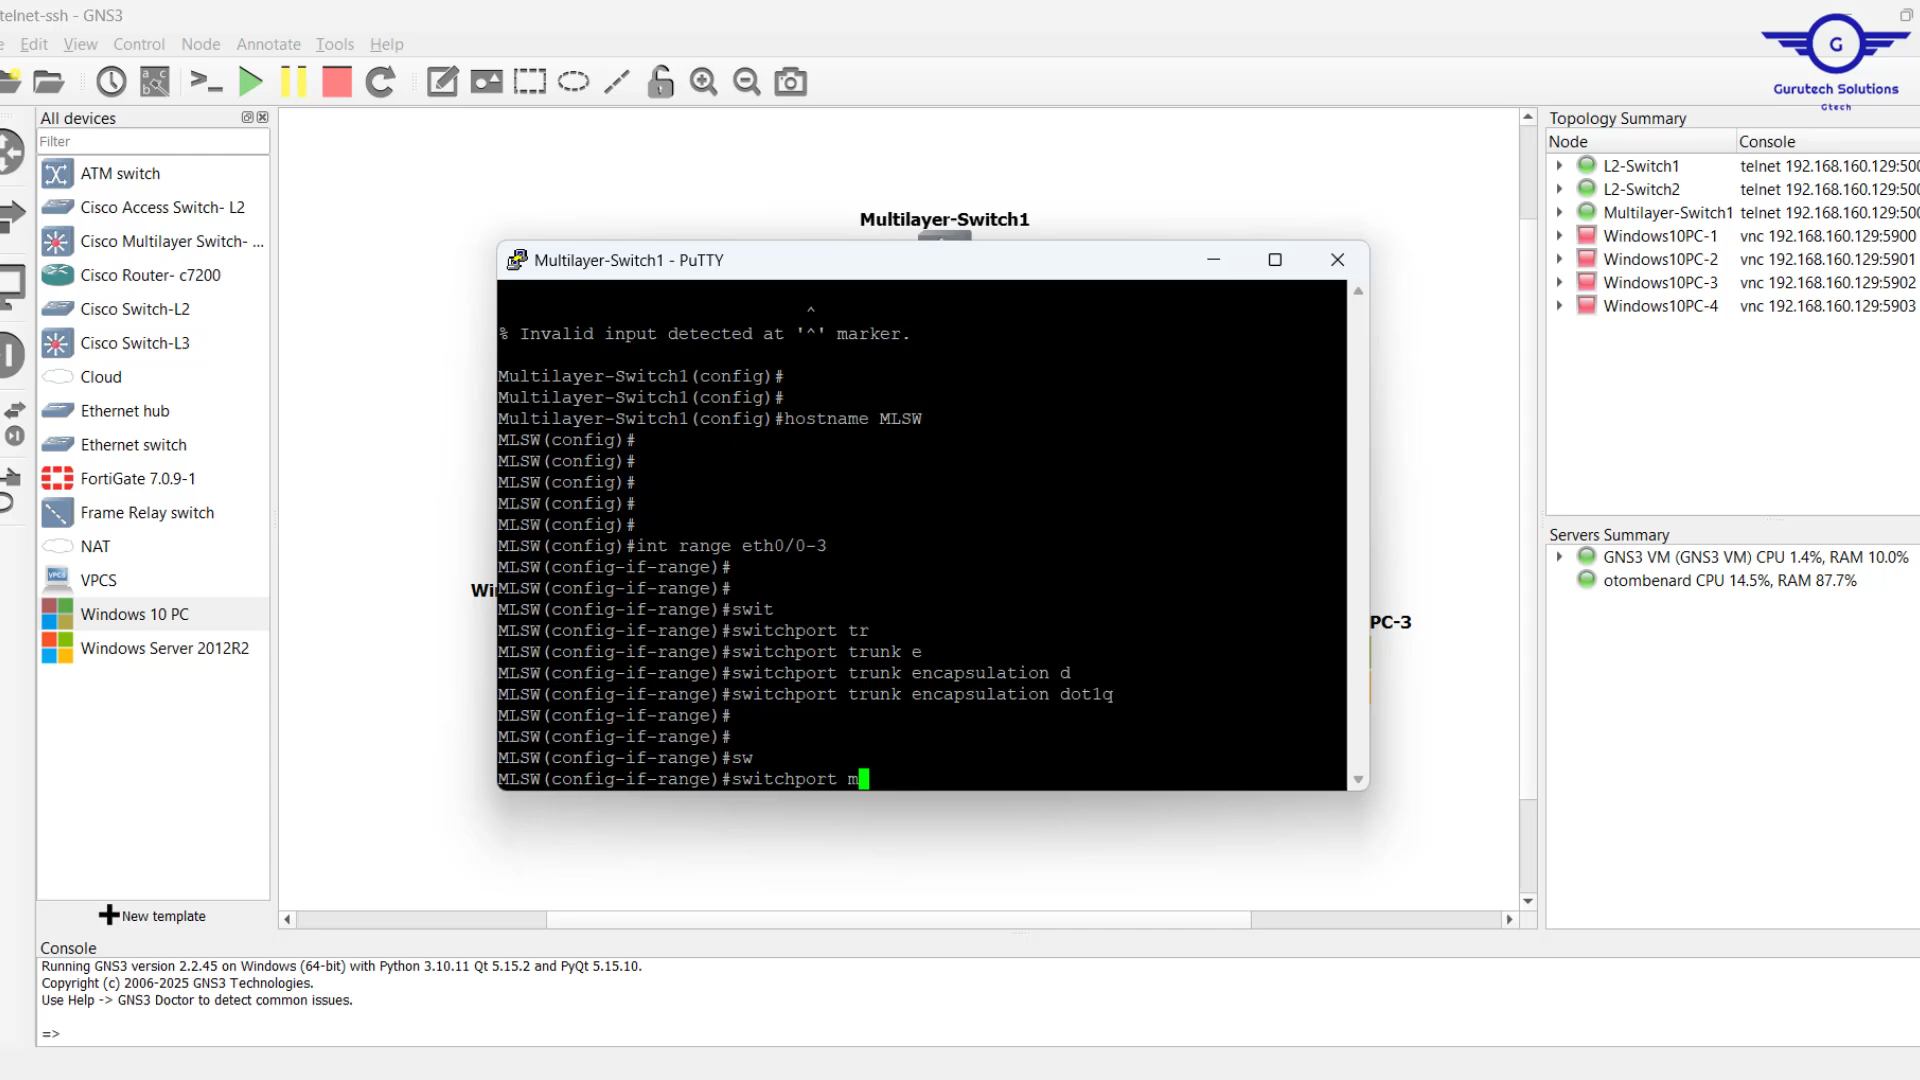 telnet-ssh - GNS3
e Edit View Control Node Annotate Tools Help
G
Gurutech Solutions
Gtech
All devices
Filter
ATM switch
Cisco Access Switch- L2
Cisco Multilayer Switch- ...
Cisco Router- c7200
Cisco Switch-L2
Cisco Switch-L3
Cloud
Ethernet hub
Ethernet switch
FortiGate 7.0.9-1
Frame Relay switch
NAT
VPCS
Windows 10 PC
Windows Server 2012R2
New template
Multilayer-Switch1
Wi
PC-3
Multilayer-Switch1 - PuTTY
^
% Invalid input detected at '^' marker.
Multilayer-Switch1(config)#
Multilayer-Switch1(config)#
Multilayer-Switch1(config)#hostname MLSW
MLSW(config)#
MLSW(config)#
MLSW(config)#
MLSW(config)#
MLSW(config)#
MLSW(config)#int range eth0/0-3
MLSW(config-if-range)#
MLSW(config-if-range)#
MLSW(config-if-range)#swit
MLSW(config-if-range)#switchport tr
MLSW(config-if-range)#switchport trunk e
MLSW(config-if-range)#switchport trunk encapsulation d
MLSW(config-if-range)#switchport trunk encapsulation dot1q
MLSW(config-if-range)#
MLSW(config-if-range)#
MLSW(config-if-range)#sw
MLSW(config-if-range)#switchport m
Topology Summary
Node Console
L2-Switch1 telnet 192.168.160.129:500
L2-Switch2 telnet 192.168.160.129:500
Multilayer-Switch1 telnet 192.168.160.129:500
Windows10PC-1 vnc 192.168.160.129:5900
Windows10PC-2 vnc 192.168.160.129:5901
Windows10PC-3 vnc 192.168.160.129:5902
Windows10PC-4 vnc 192.168.160.129:5903
Servers Summary
GNS3 VM (GNS3 VM) CPU 1.4%, RAM 10.0%
otombenard CPU 14.5%, RAM 87.7%
Console
Running GNS3 version 2.2.45 on Windows (64-bit) with Python 3.10.11 Qt 5.15.2 and PyQt 5.15.10.
Copyright (c) 2006-2025 GNS3 Technologies.
Use Help -> GNS3 Doctor to detect common issues.
=>